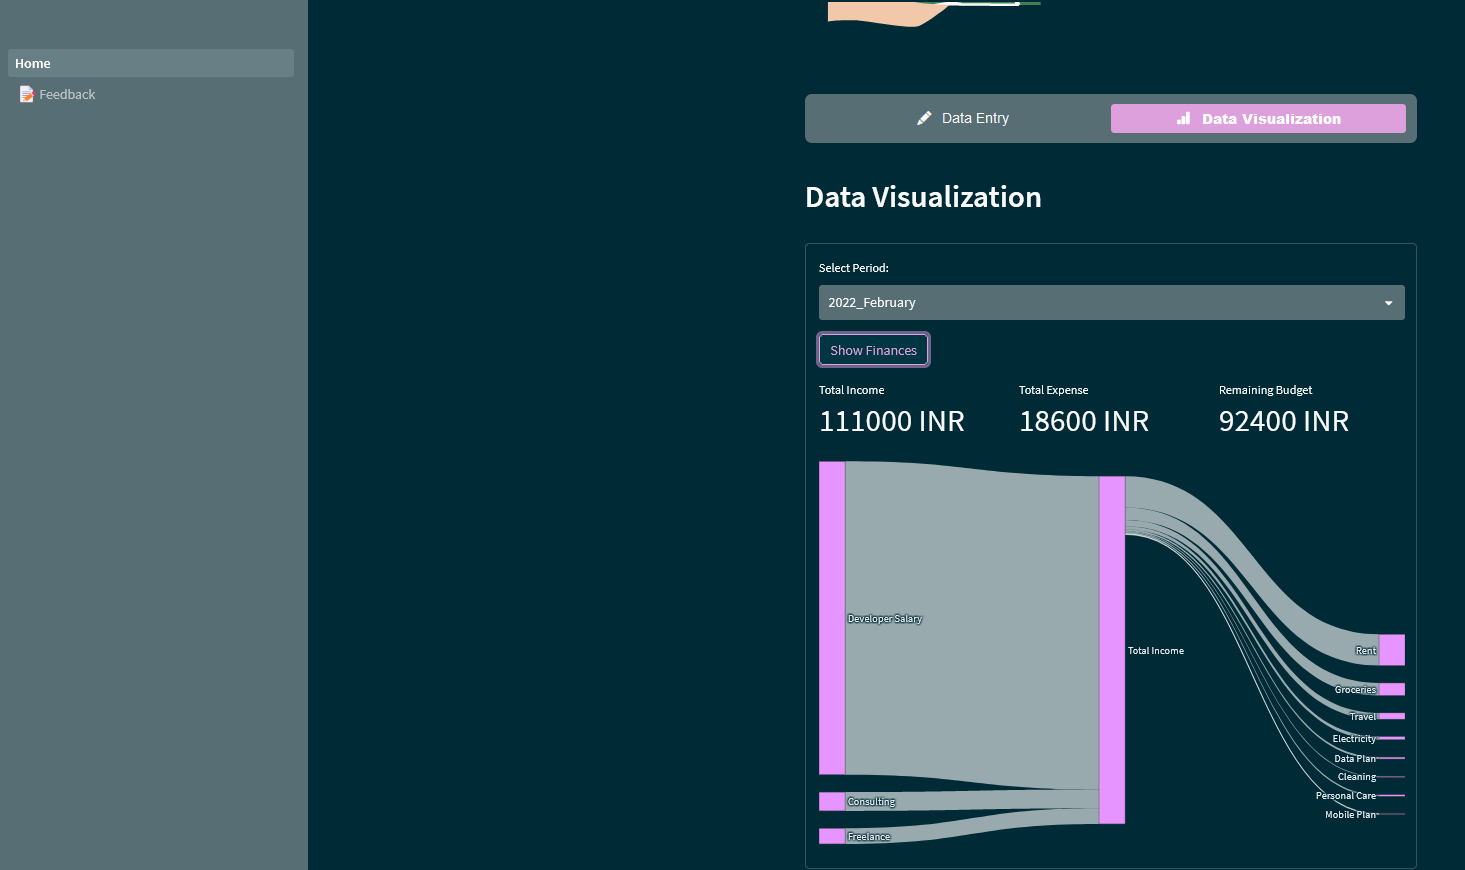 Home
Feedback
Data Entry
Data Visualization
Data Visualization
Select Period:
2022_February
Show Finances
Total Income
Total Expense
Remaining Budget
111000 INR
18600 INR
92400 INR
Developer Salary
Total Income
Rent
Groceries
Travel
Electricity
Data Plan
Cleaning
Personal Care
Mobile Plan
Consulting
Freelance